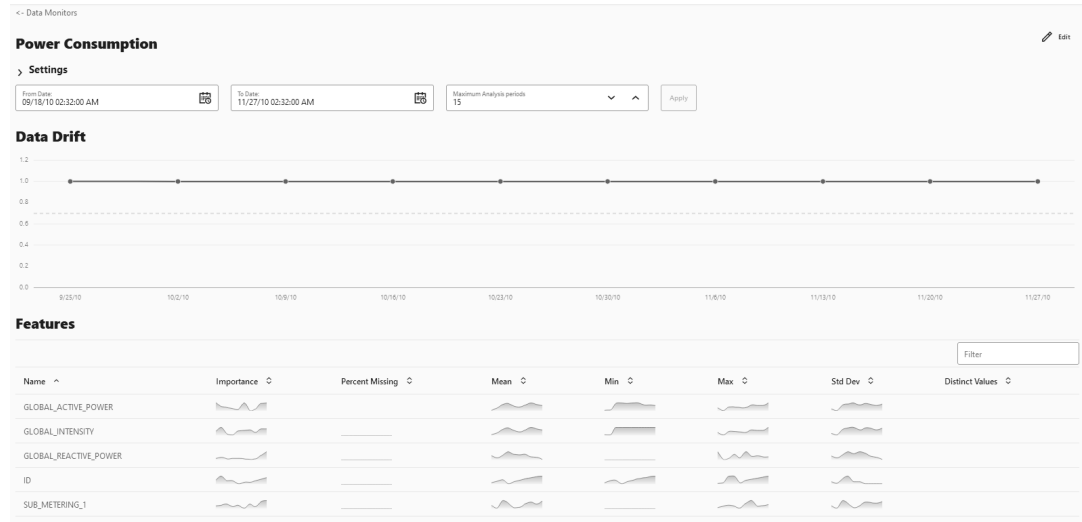 <- Data Monitors
Power Consumption
Edit
Settings
From Date:
09/18/10 02:32:00 AM
To Date:
11/27/10 02:32:00 AM
Maximum Analysis periods
15
Apply
Data Drift
1.2
1.0
0.8
0.6
0.4
0.2
0.0
9/25/10 10/2/10 10/9/10 10/16/10 10/23/10 10/30/10 11/6/10 11/13/10 11/20/10 11/27/10
Features
Filter
Name Importance Percent Missing Mean Min Max Std Dev Distinct Values
GLOBAL_ACTIVE_POWER
GLOBAL_INTENSITY
GLOBAL_REACTIVE_POWER
ID
SUB_METERING_1